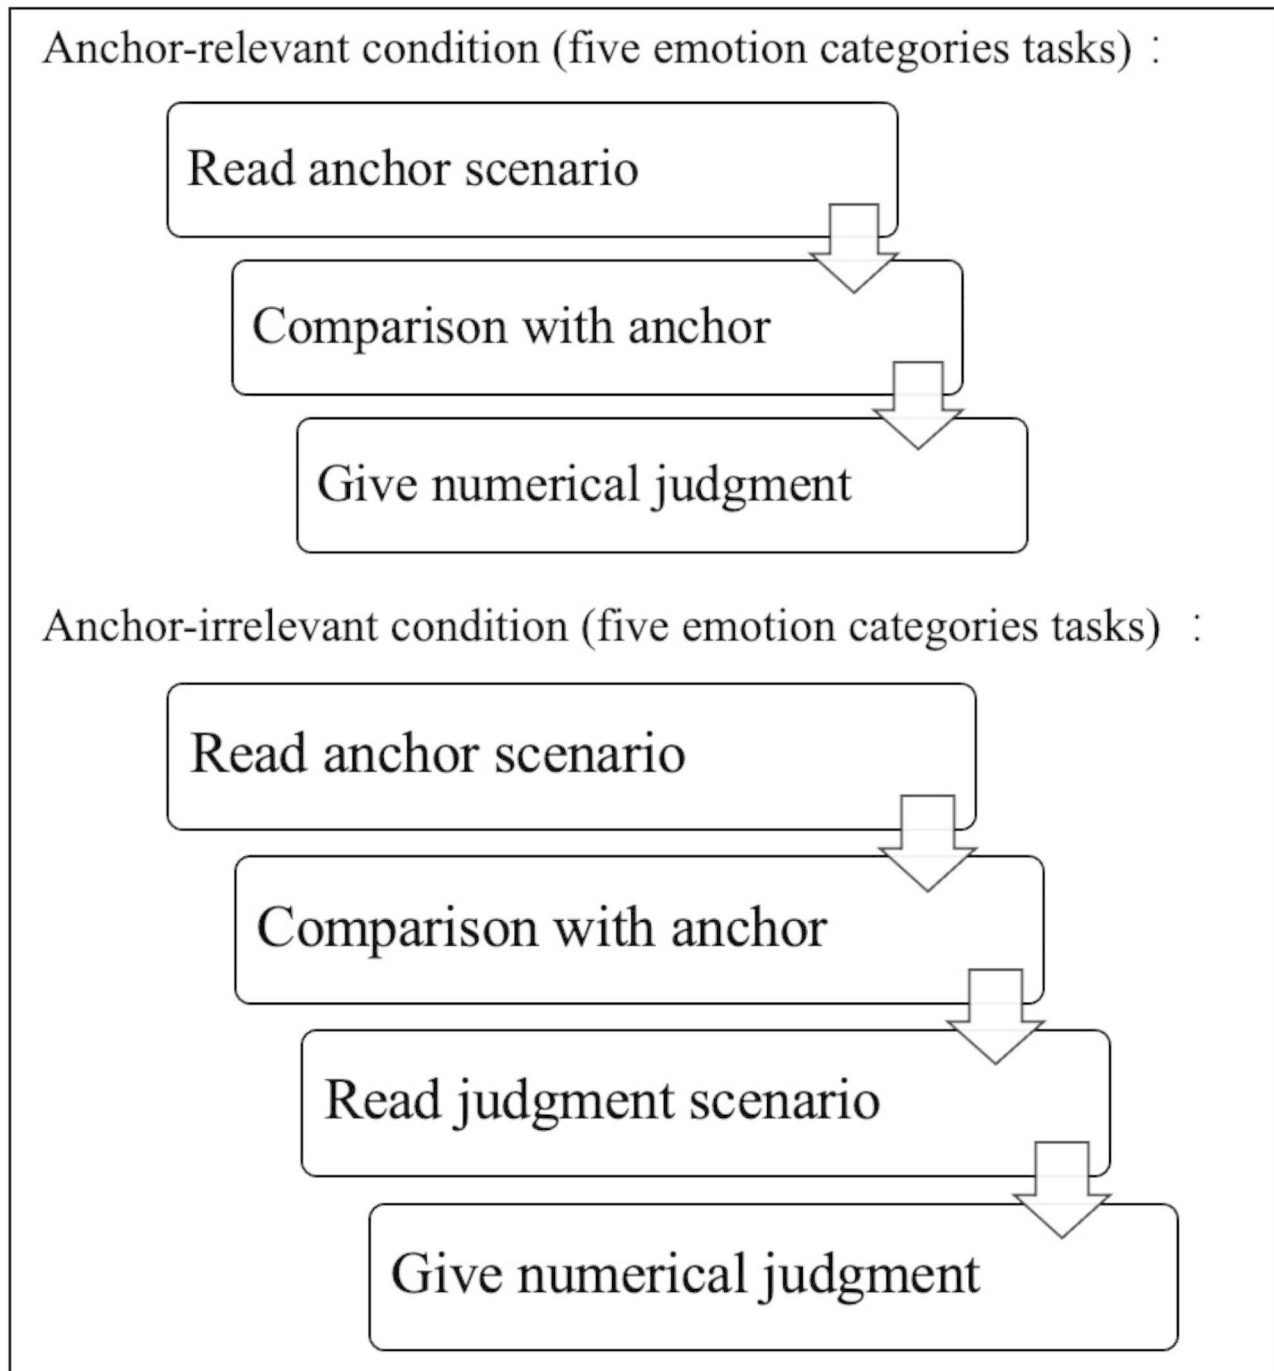 Anchor-relevant condition (five emotion categories tasks)：
Read anchor scenario
Comparison with anchor
Give numerical judgment
Anchor-irrelevant condition (five emotion categories tasks) ：
Read anchor scenario
Comparison with anchor
Read judgment scenario
Give numerical judgment